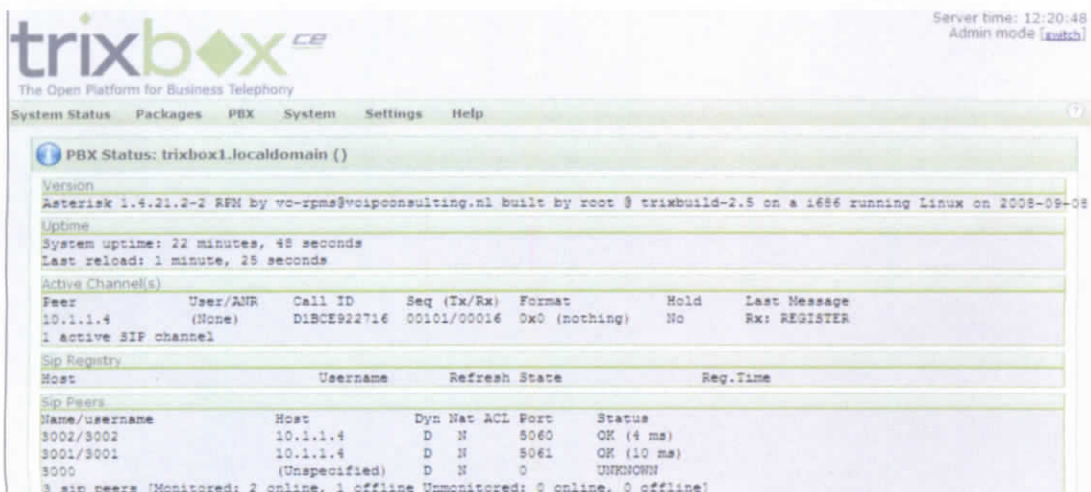 Server time: 12:20:48
Admin mode [switch]
trixbox CE
The Open Platform for Business Telephony
System Status Packages PBX System Settings Help
?
PBX Status: trixbox1.localdomain ()
Version
Asterisk 1.4.21.2-2 RPM by vc-rpms@voipconsulting.nl built by root @ trixbuild-2.5 on a i686 running Linux on 2008-09-08
Uptime
System uptime: 22 minutes, 48 seconds
Last reload: 1 minute, 25 seconds
Active Channel(s)
Peer User/ANR Call ID Seq (Tx/Rx) Format Hold Last Message
10.1.1.4 (None) D1BCE922716 00101/00016 0x0 (nothing) No Rx: REGISTER
1 active SIP channel
Sip Registry
Host Username Refresh State Reg.Time
Sip Peers
Name/username Host Dyn Nat ACL Port Status
3002/3002 10.1.1.4 D N 5060 OK (4 ms)
3001/3001 10.1.1.4 D N 5061 OK (10 ms)
3000 (Unspecified) D N 0 UNKNOWN
3 sip peers [Monitored: 2 online, 1 offline Unmonitored: 0 online, 0 offline]